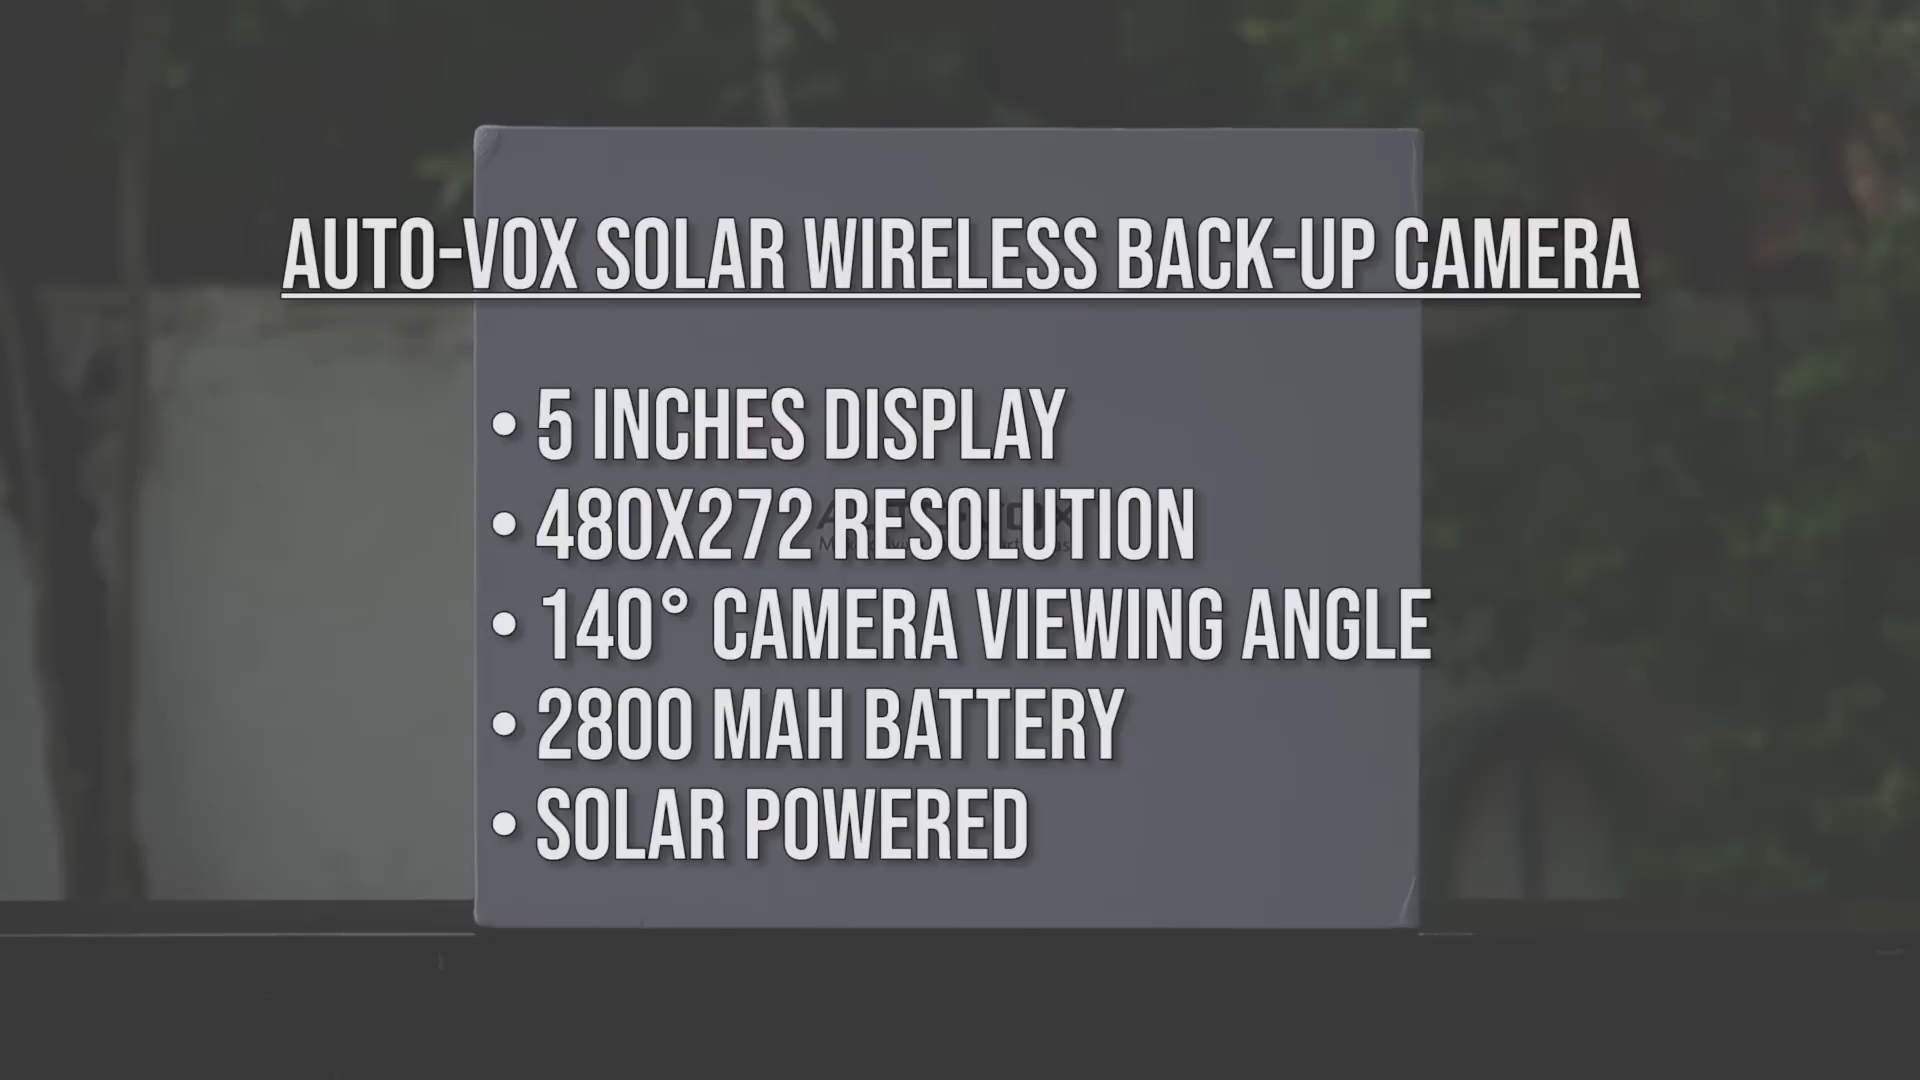 AUTO-VOX SOLAR WIRELESS BACK-UP CAMERA
• 5 INCHES DISPLAY
• 480X272 RESOLUTION
• 140° CAMERA VIEWING ANGLE
• 2800 MAH BATTERY
• SOLAR POWERED